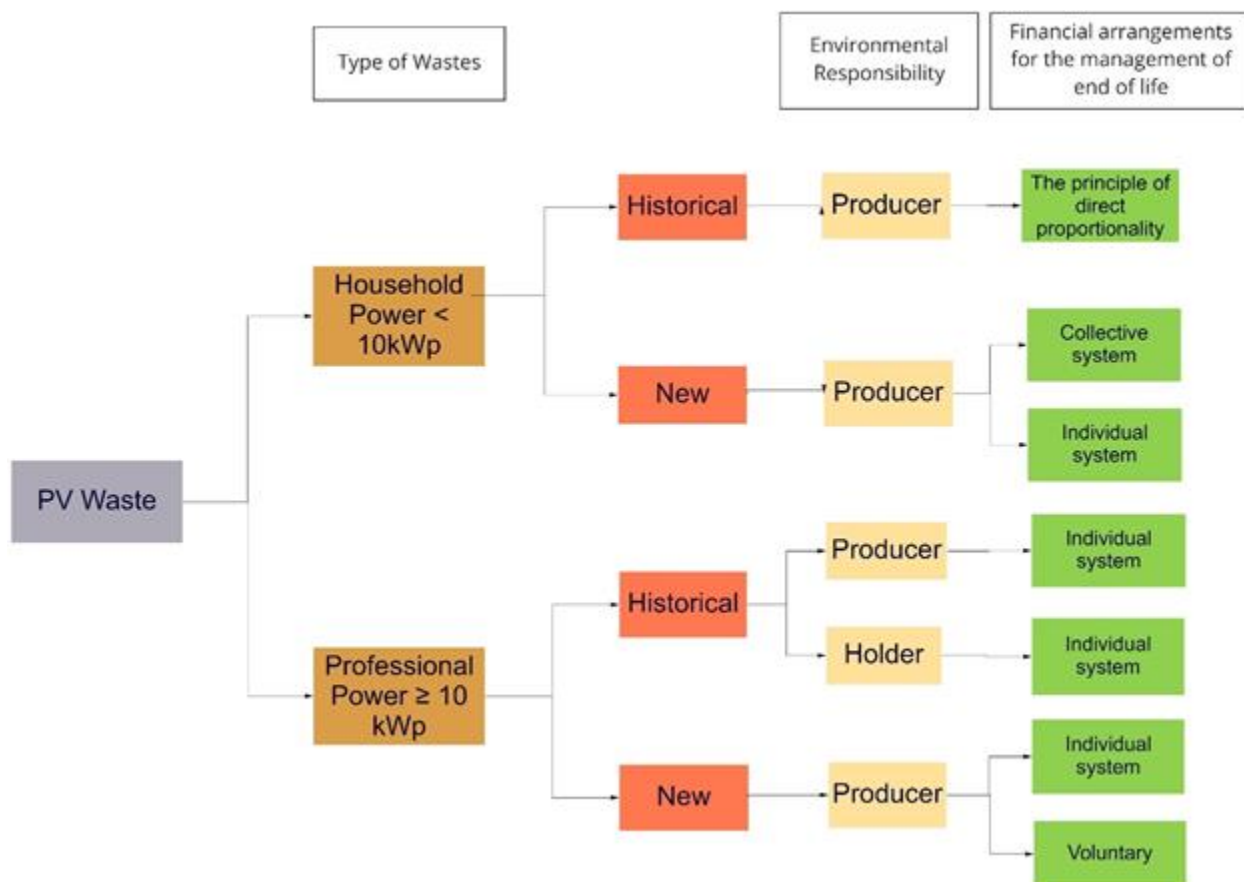 Type of Wastes
Environmental
Responsibility
Financial arrangements
for the management of
end of life
Historical
Producer
The principle of
direct
proportionality
Household
Power <
10kWp
Collective
system
New
Producer
Individual
system
PV Waste
Producer
Individual
system
Historical
Holder
Individual
system
Professional
Power ≥ 10
kWp
Individual
system
New
Producer
Voluntary